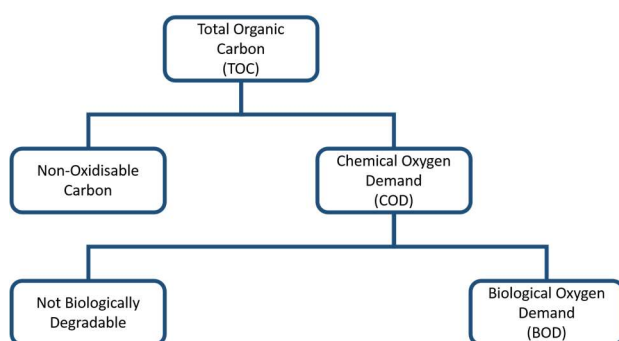 Total Organic
Carbon
(TOC)
Non-Oxidisable
Carbon
Chemical Oxygen
Demand
(COD)
Not Biologically
Degradable
Biological Oxygen
Demand
(BOD)